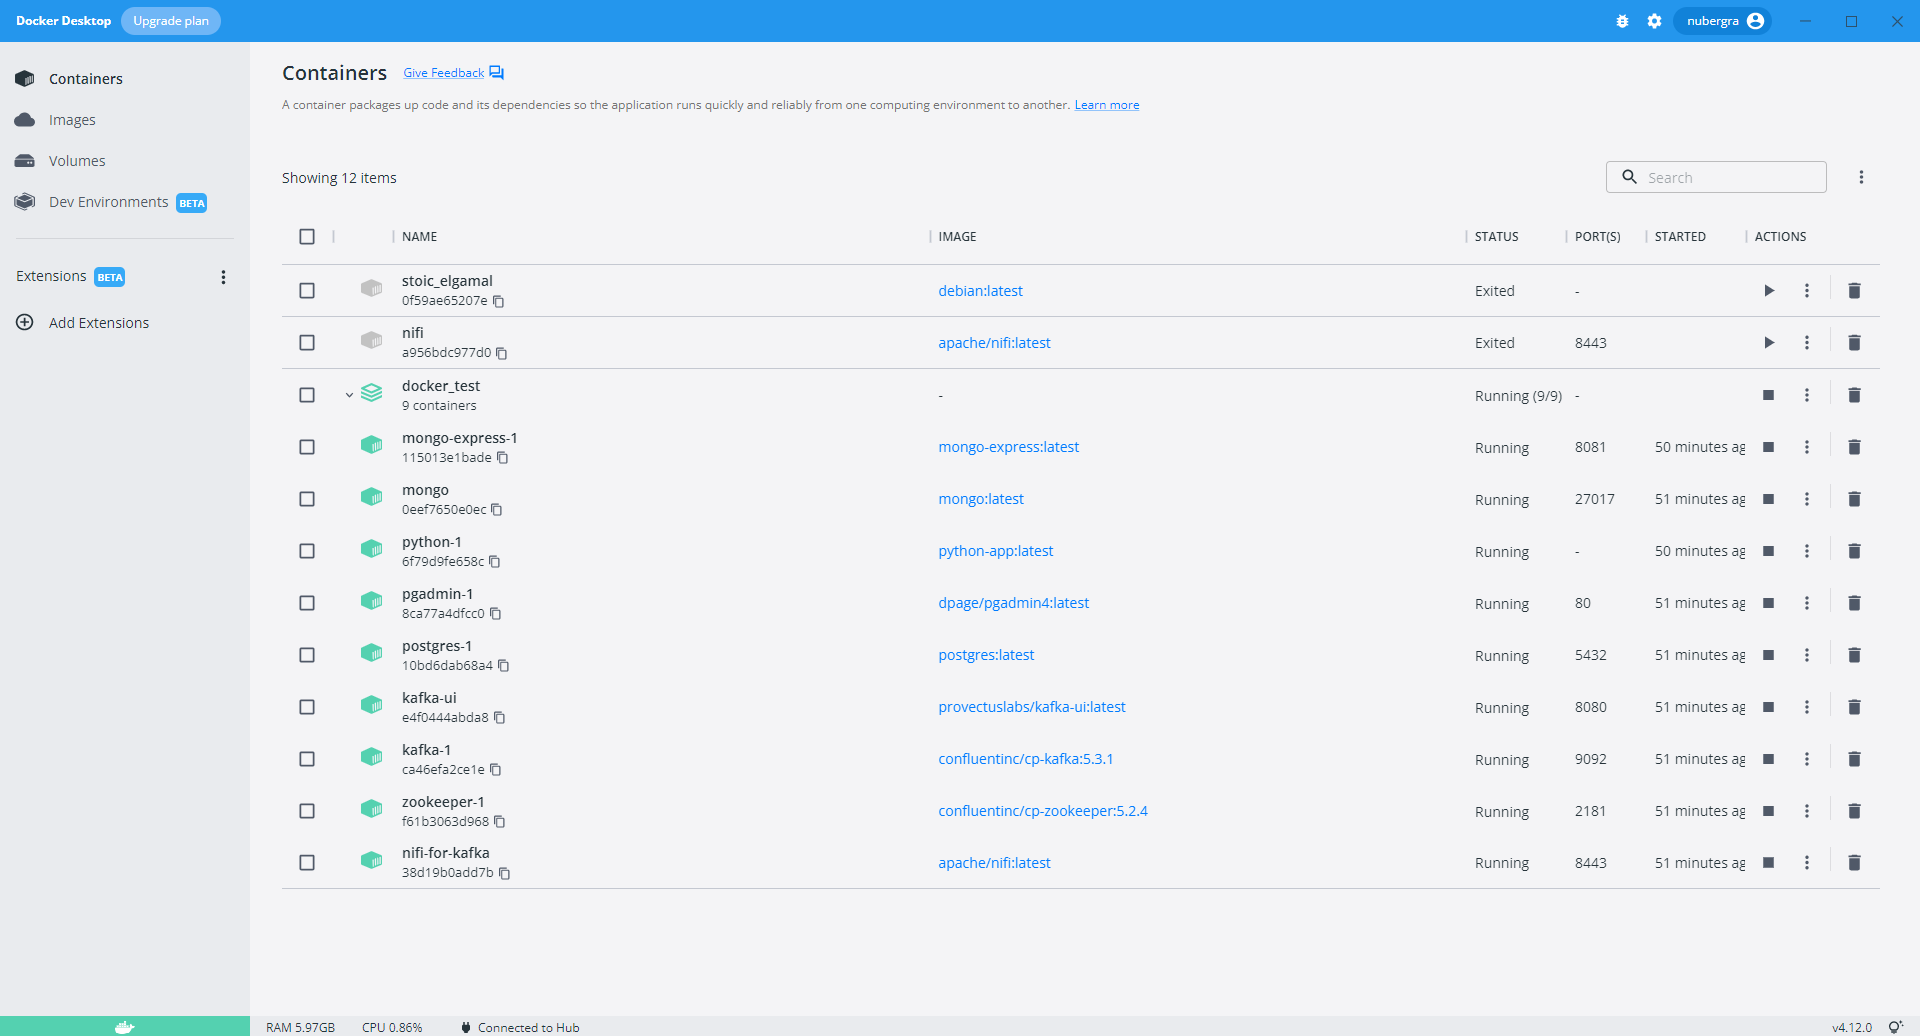 Docker Desktop Upgrade plan nubergra
Containers
Images
Volumes
Dev Environments BETA
Extensions BETA
Add Extensions
Containers Give Feedback
A container packages up code and its dependencies so the application runs quickly and reliably from one computing environment to another. Learn more
Showing 12 items Search
NAME IMAGE STATUS PORT(S) STARTED ACTIONS
stoic_elgamal
0f59ae65207e debian:latest Exited -
nifi
a956bdc977d0 apache/nifi:latest Exited 8443
docker_test
9 containers - Running (9/9) -
mongo-express-1
115013e1bade mongo-express:latest Running 8081 50 minutes ag
mongo
0eef7650e0ec mongo:latest Running 27017 51 minutes ag
python-1
6f79d9fe658c python-app:latest Running - 50 minutes ag
pgadmin-1
8ca77a4dfcc0 dpage/pgadmin4:latest Running 80 51 minutes ag
postgres-1
10bd6dab68a4 postgres:latest Running 5432 51 minutes ag
kafka-ui
e4f0444abda8 provectuslabs/kafka-ui:latest Running 8080 51 minutes ag
kafka-1
ca46efa2ce1e confluentinc/cp-kafka:5.3.1 Running 9092 51 minutes ag
zookeeper-1
f61b3063d968 confluentinc/cp-zookeeper:5.2.4 Running 2181 51 minutes ag
nifi-for-kafka
38d19b0add7b apache/nifi:latest Running 8443 51 minutes ag
RAM 5.97GB CPU 0.86% Connected to Hub v4.12.0